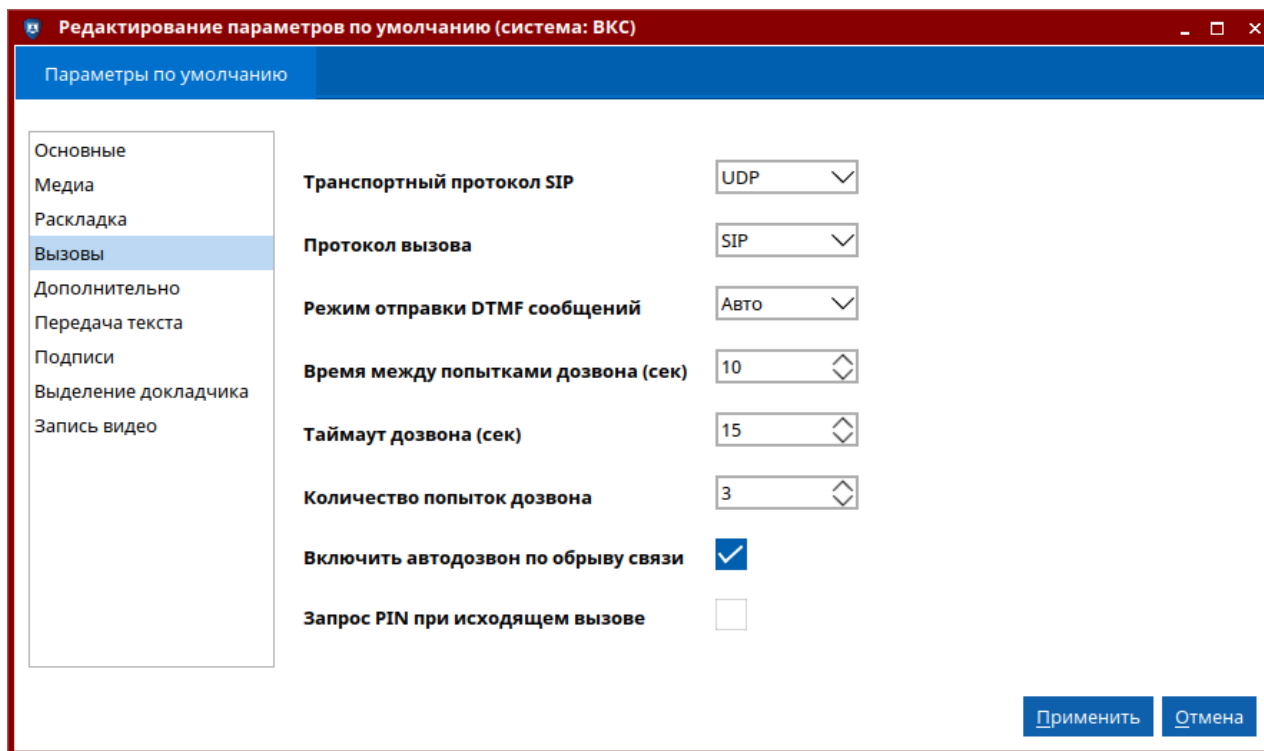 Редактирование параметров по умолчанию (система: ВКС)
Параметры по умолчанию
Основные
Медиа
Раскладка
Вызовы
Дополнительно
Передача текста
Подписи
Выделение докладчика
Запись видео
Транспортный протокол SIP UDP
Протокол вызова SIP
Режим отправки DTMF сообщений Авто
Время между попытками дозвона (сек) 10
Таймаут дозвона (сек) 15
Количество попыток дозвона 3
Включить автодозвон по обрыву связи
Запрос PIN при исходящем вызове
Применить Отмена